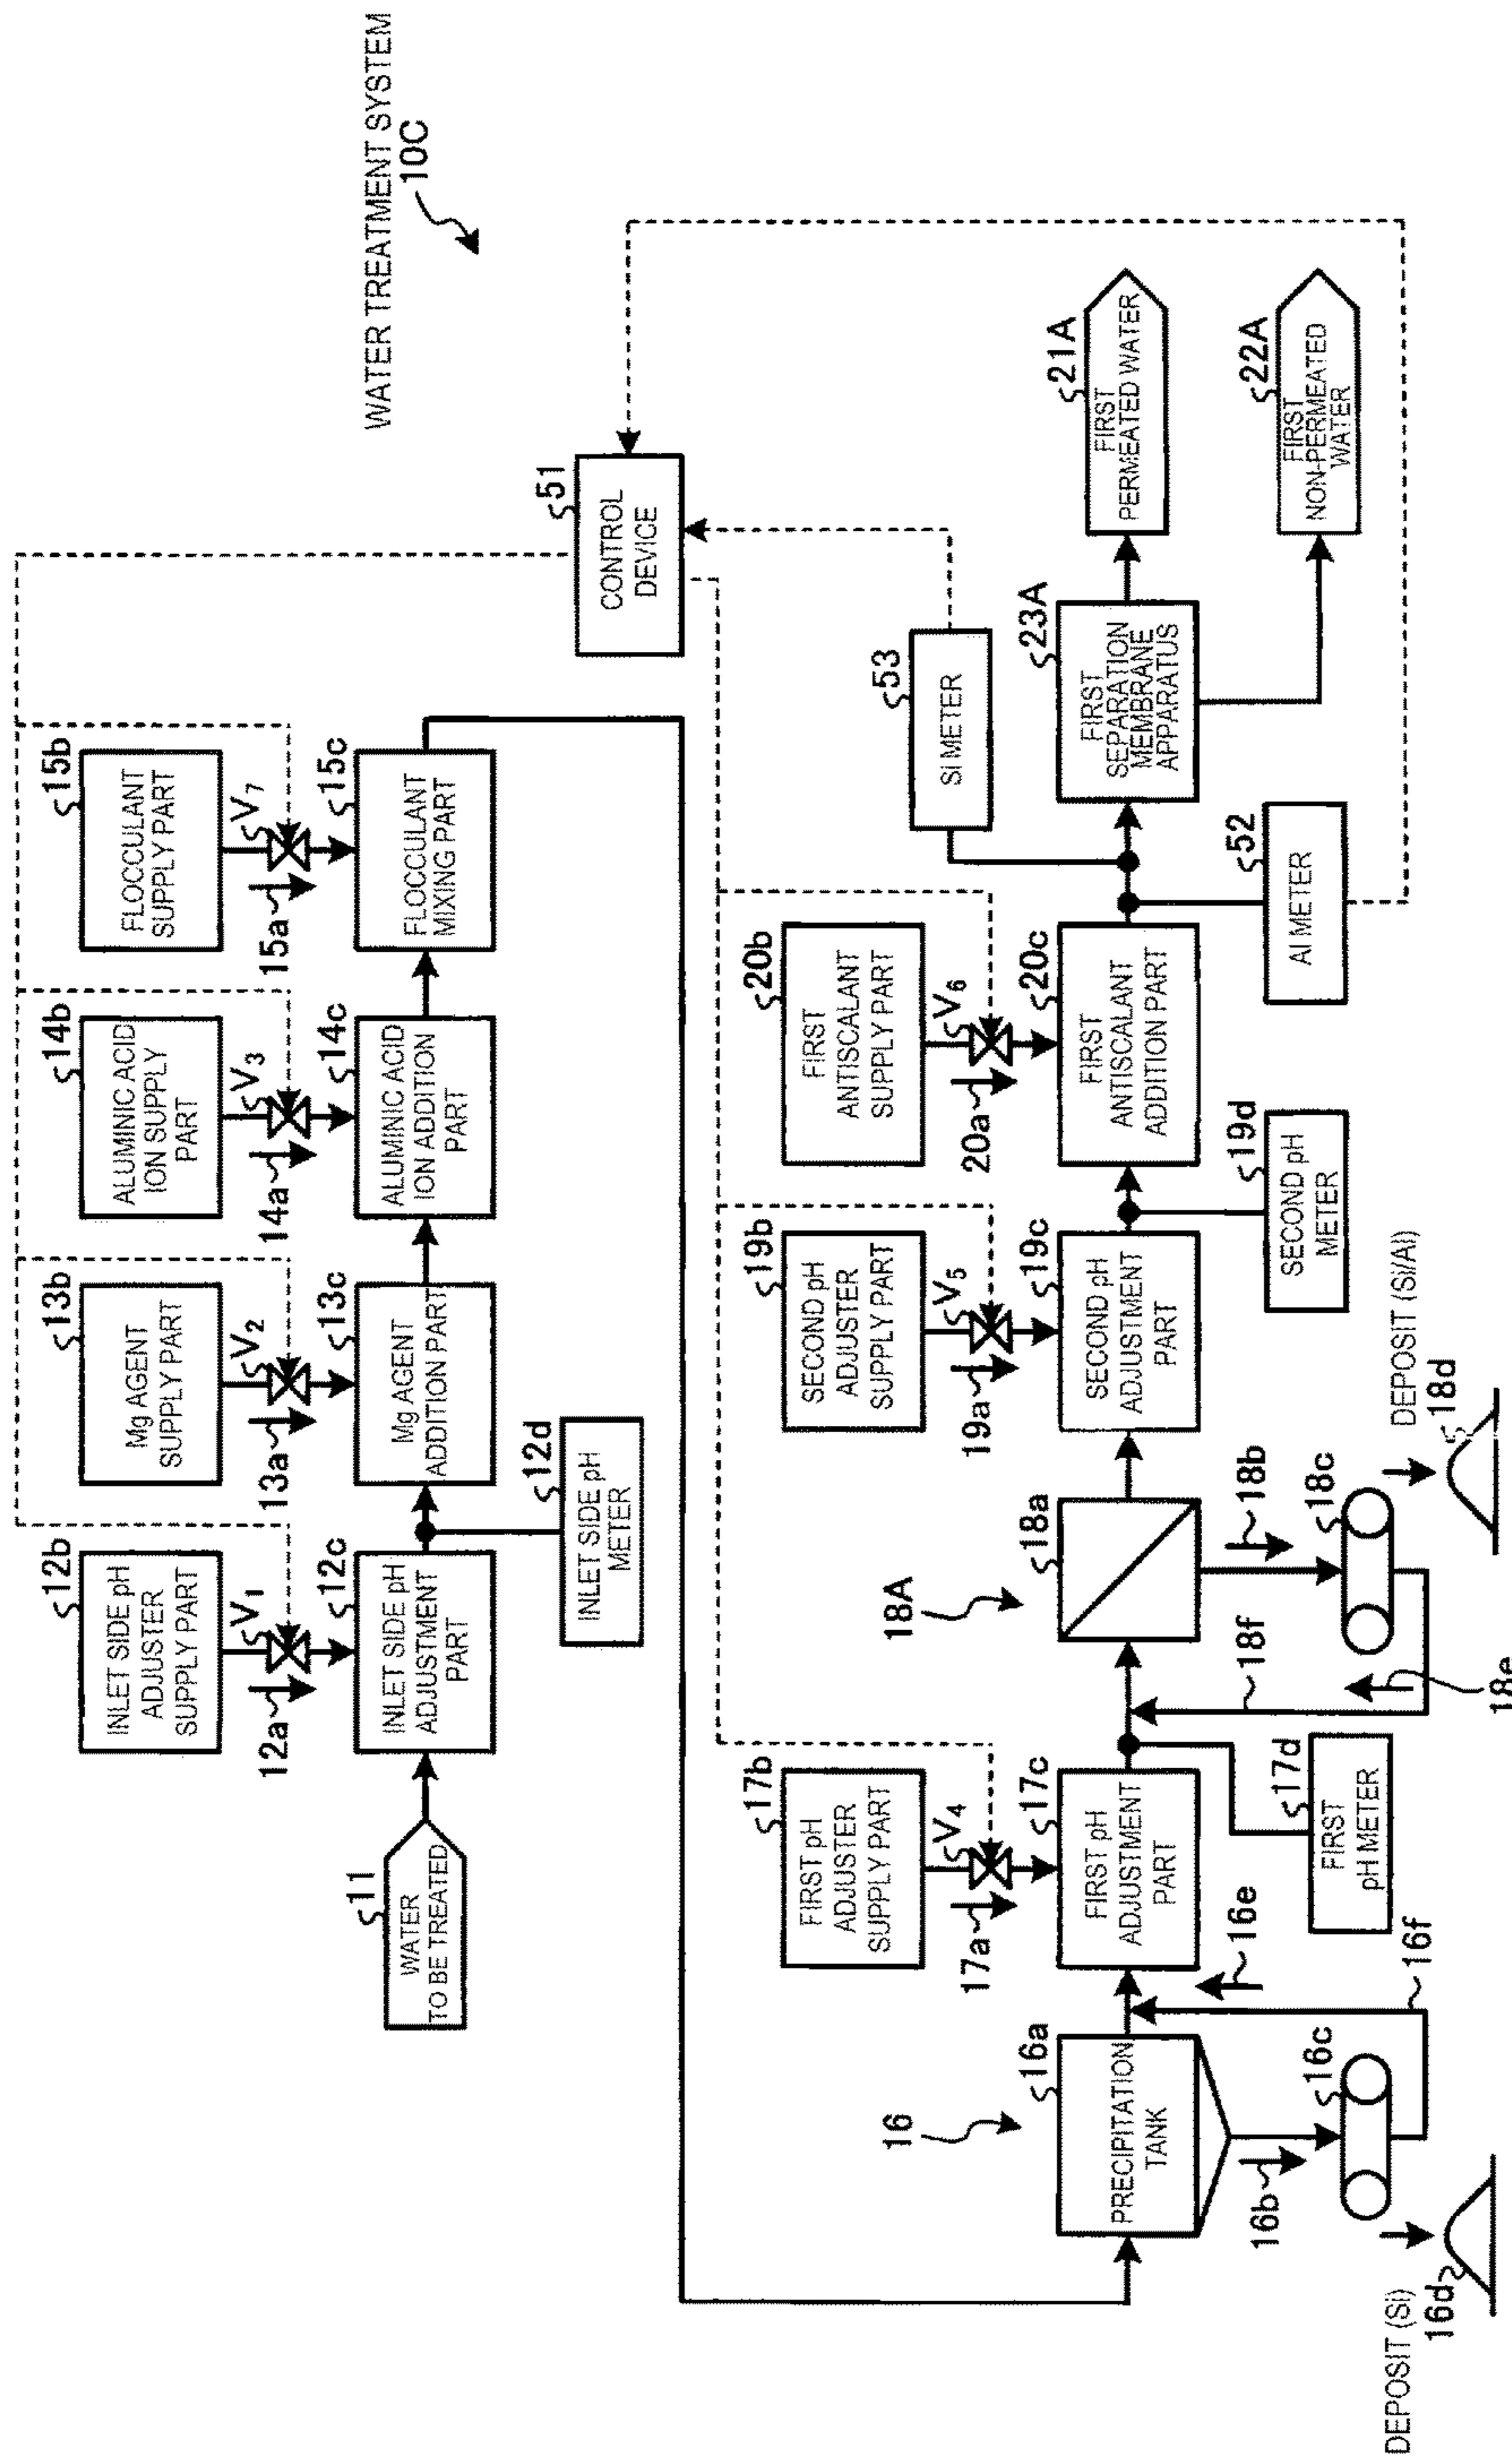 WATER TREATMENT SYSTEM
10C
12b
INLET SIDE pH
ADJUSTER
SUPPLY PART
V1
12a
12c
INLET SIDE pH
ADJUSTMENT
PART
13b
Mg AGENT
SUPPLY PART
V2
13a
13c
Mg AGENT
ADDITION PART
14b
ALUMINIC ACID
ION SUPPLY
PART
V3
14a
14c
ALUMINIC ACID
ION ADDITION
PART
15b
FLOCCULANT
SUPPLY PART
V7
15a
15c
FLOCCULANT
MIXING PART
11
WATER
TO BE TREATED
12d
INLET SIDE pH
METER
51
CONTROL
DEVICE
17b
FIRST pH
ADJUSTER
SUPPLY PART
V4
17a
17c
FIRST pH
ADJUSTMENT
PART
19b
SECOND pH
ADJUSTER
SUPPLY PART
V5
19a
19c
SECOND pH
ADJUSTMENT
PART
20b
FIRST
ANTISCALANT
SUPPLY PART
V6
20a
20c
FIRST
ANTISCALANT
ADDITION PART
53
Si METER
23A
FIRST
SEPARATION
MEMBRANE
APPARATUS
21A
FIRST
PERMEATED WATER
22A
FIRST
NON-PERMEATED
WATER
16
16a
PRECIPITATION
TANK
16e
16f
16b
16c
DEPOSIT (Si)
16d
17d
FIRST
pH METER
18A
18a
18b
18c
18f
18e
DEPOSIT (Si/Al)
18d
19d
SECOND pH
METER
52
Al METER